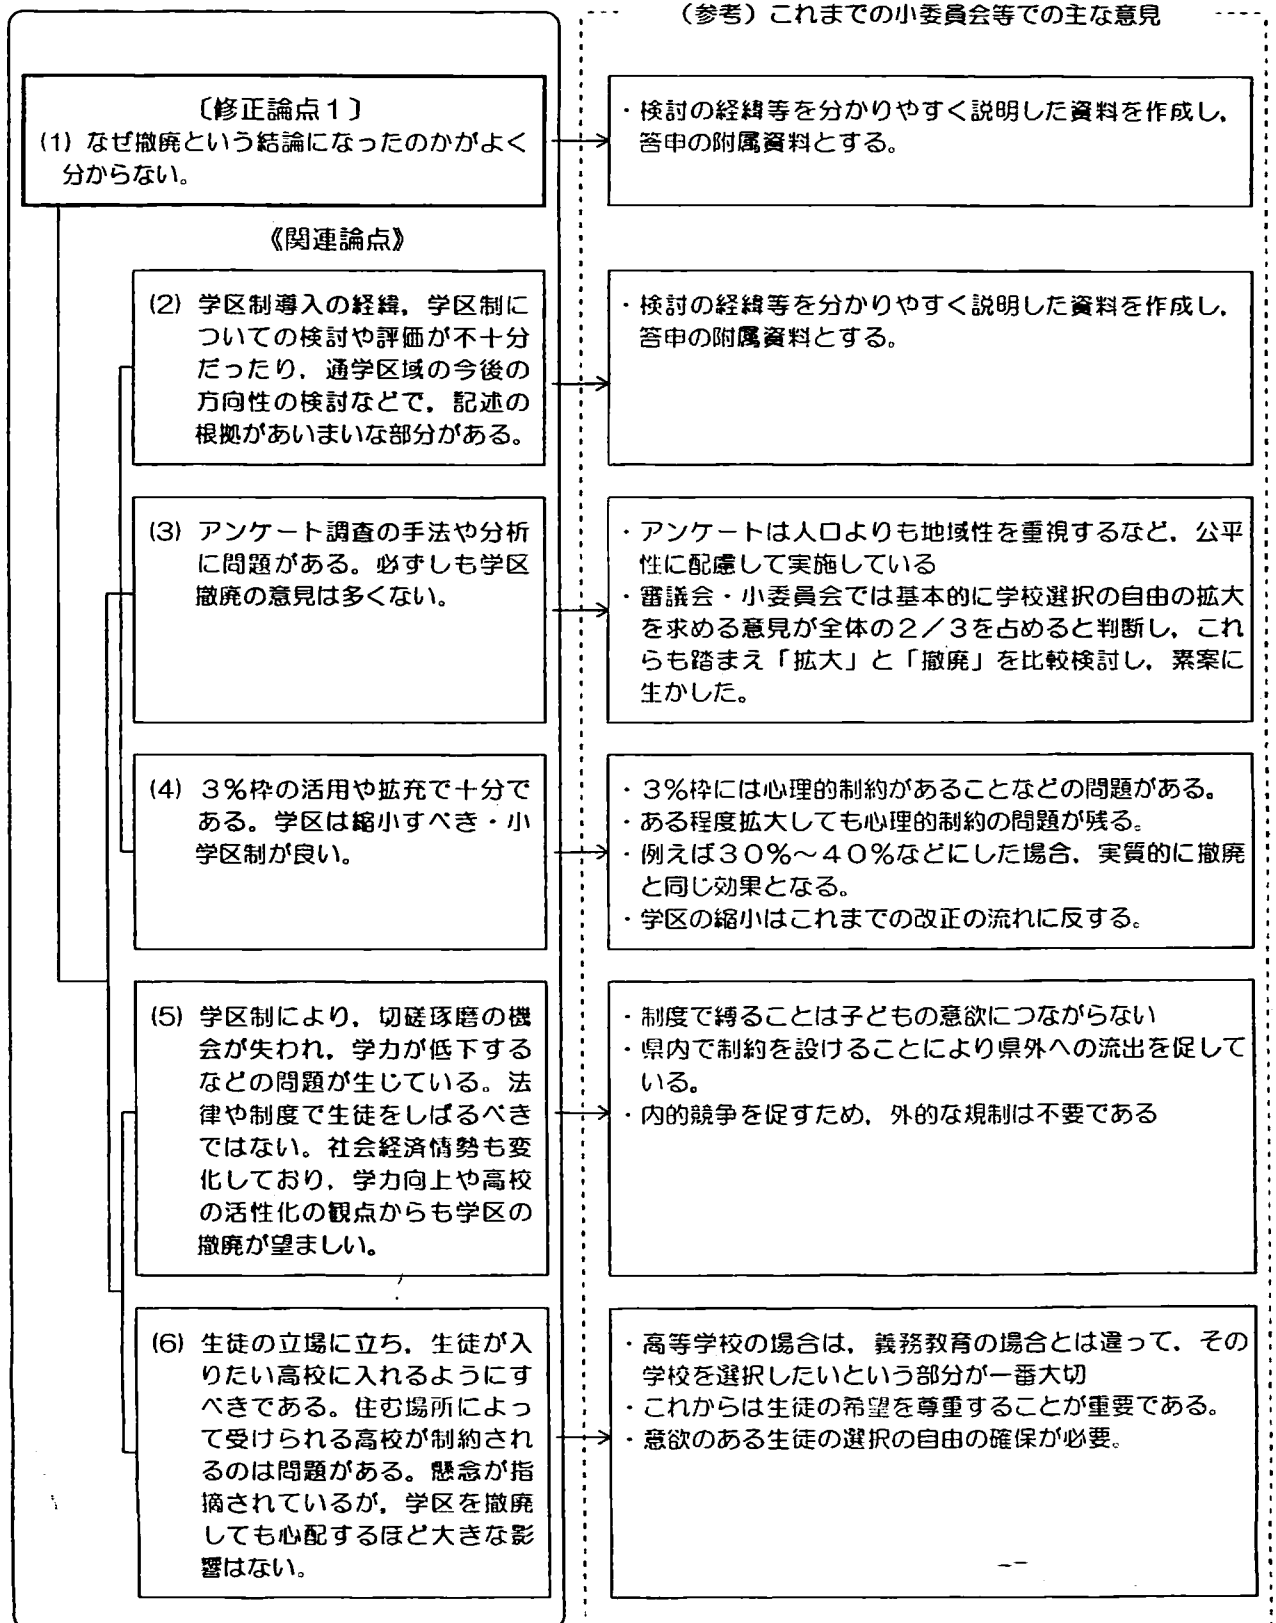 （参考）これまでの小委員会等での主な意見
〔修正論点１〕
(1) なぜ撤廃という結論になったのかがよく
分からない。
・検討の経緯等を分かりやすく説明した資料を作成し，
答申の附属資料とする。
《関連論点》
(2) 学区制導入の経緯，学区制に
ついての検討や評価が不十分
だったり，通学区域の今後の
方向性の検討などで，記述の
根拠があいまいな部分がある。
・検討の経緯等を分かりやすく説明した資料を作成し，
答申の附属資料とする。
(3) アンケート調査の手法や分析
に問題がある。必ずしも学区
撤廃の意見は多くない。
・アンケートは人口よりも地域性を重視するなど，公平
性に配慮して実施している
・審議会・小委員会では基本的に学校選択の自由の拡大
を求める意見が全体の２／３を占めると判断し，これ
らも踏まえ「拡大」と「撤廃」を比較検討し，素案に
生かした。
(4) ３％枠の活用や拡充で十分で
ある。学区は縮小すべき・小
学区制が良い。
・３％枠には心理的制約があることなどの問題がある。
・ある程度拡大しても心理的制約の問題が残る。
・例えば３０％～４０％などにした場合，実質的に撤廃
と同じ効果となる。
・学区の縮小はこれまでの改正の流れに反する。
(5) 学区制により，切磋琢磨の機
会が失われ，学力が低下する
などの問題が生じている。法
律や制度で生徒をしばるべき
ではない。社会経済情勢も変
化しており，学力向上や高校
の活性化の観点からも学区の
撤廃が望ましい。
・制度で縛ることは子どもの意欲につながらない
・県内で制約を設けることにより県外への流出を促して
いる。
・内的競争を促すため，外的な規制は不要である
(6) 生徒の立場に立ち，生徒が入
りたい高校に入れるようにす
べきである。住む場所によっ
て受けられる高校が制約され
るのは問題がある。懸念が指
摘されているが，学区を撤廃
しても心配するほど大きな影
響はない。
・高等学校の場合は，義務教育の場合とは違って，その
学校を選択したいという部分が一番大切
・これからは生徒の希望を尊重することが重要である。
・意欲のある生徒の選択の自由の確保が必要。